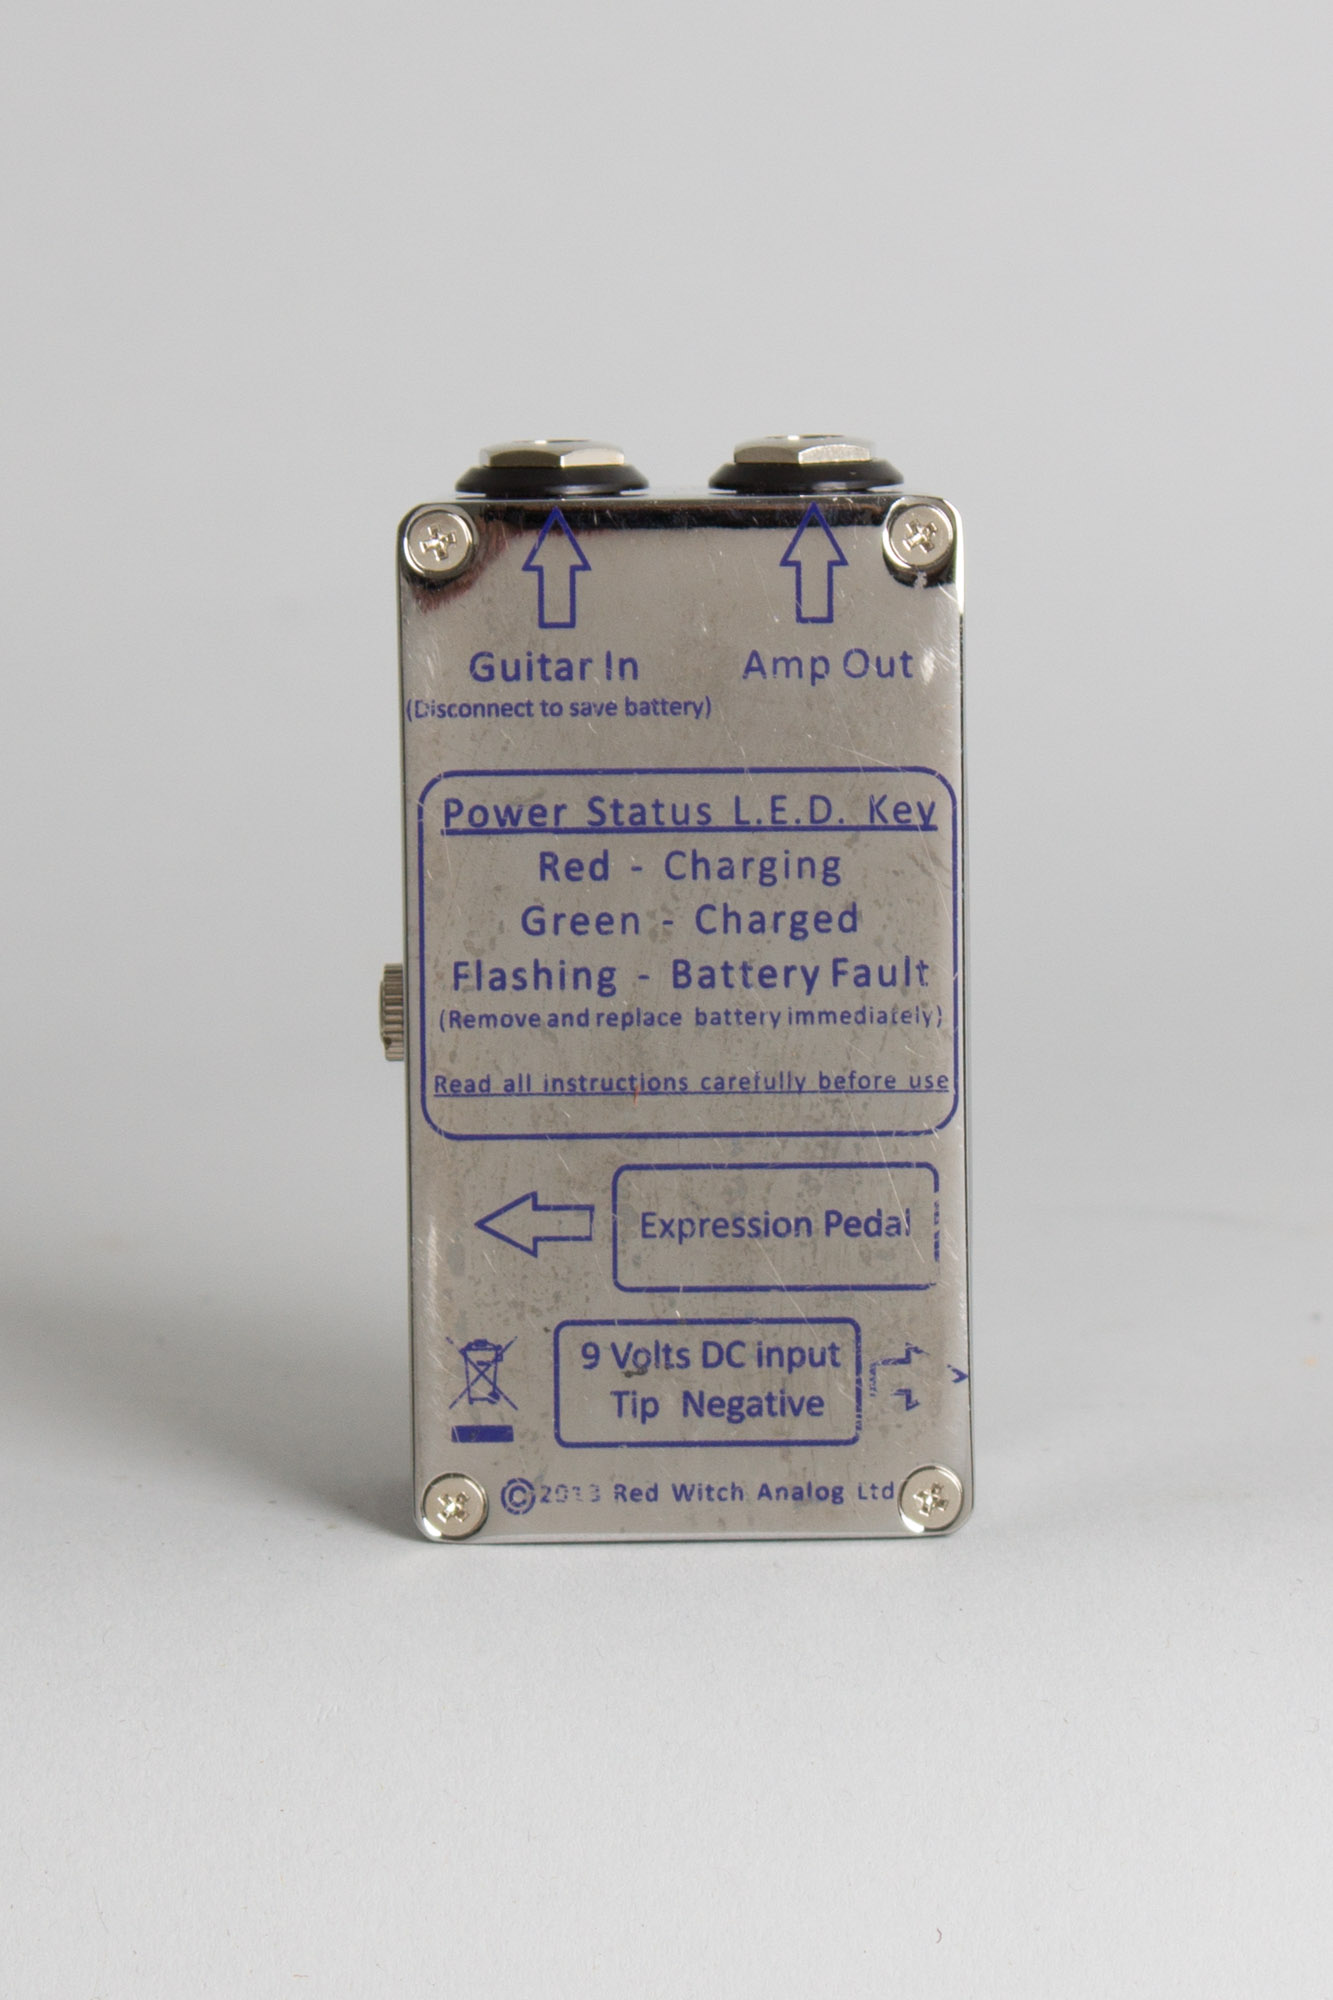 Guitar In
Amp Out
(Disconnect to save battery)
Power Status L.E.D. Key
Red - Charging
Green - Charged
Flashing - Battery Fault
(Remove and replace battery immediately)
Read all instructions carefully before use
Expression Pedal
9 Volts DC input
Tip Negative
©2013 Red Witch Analog Ltd